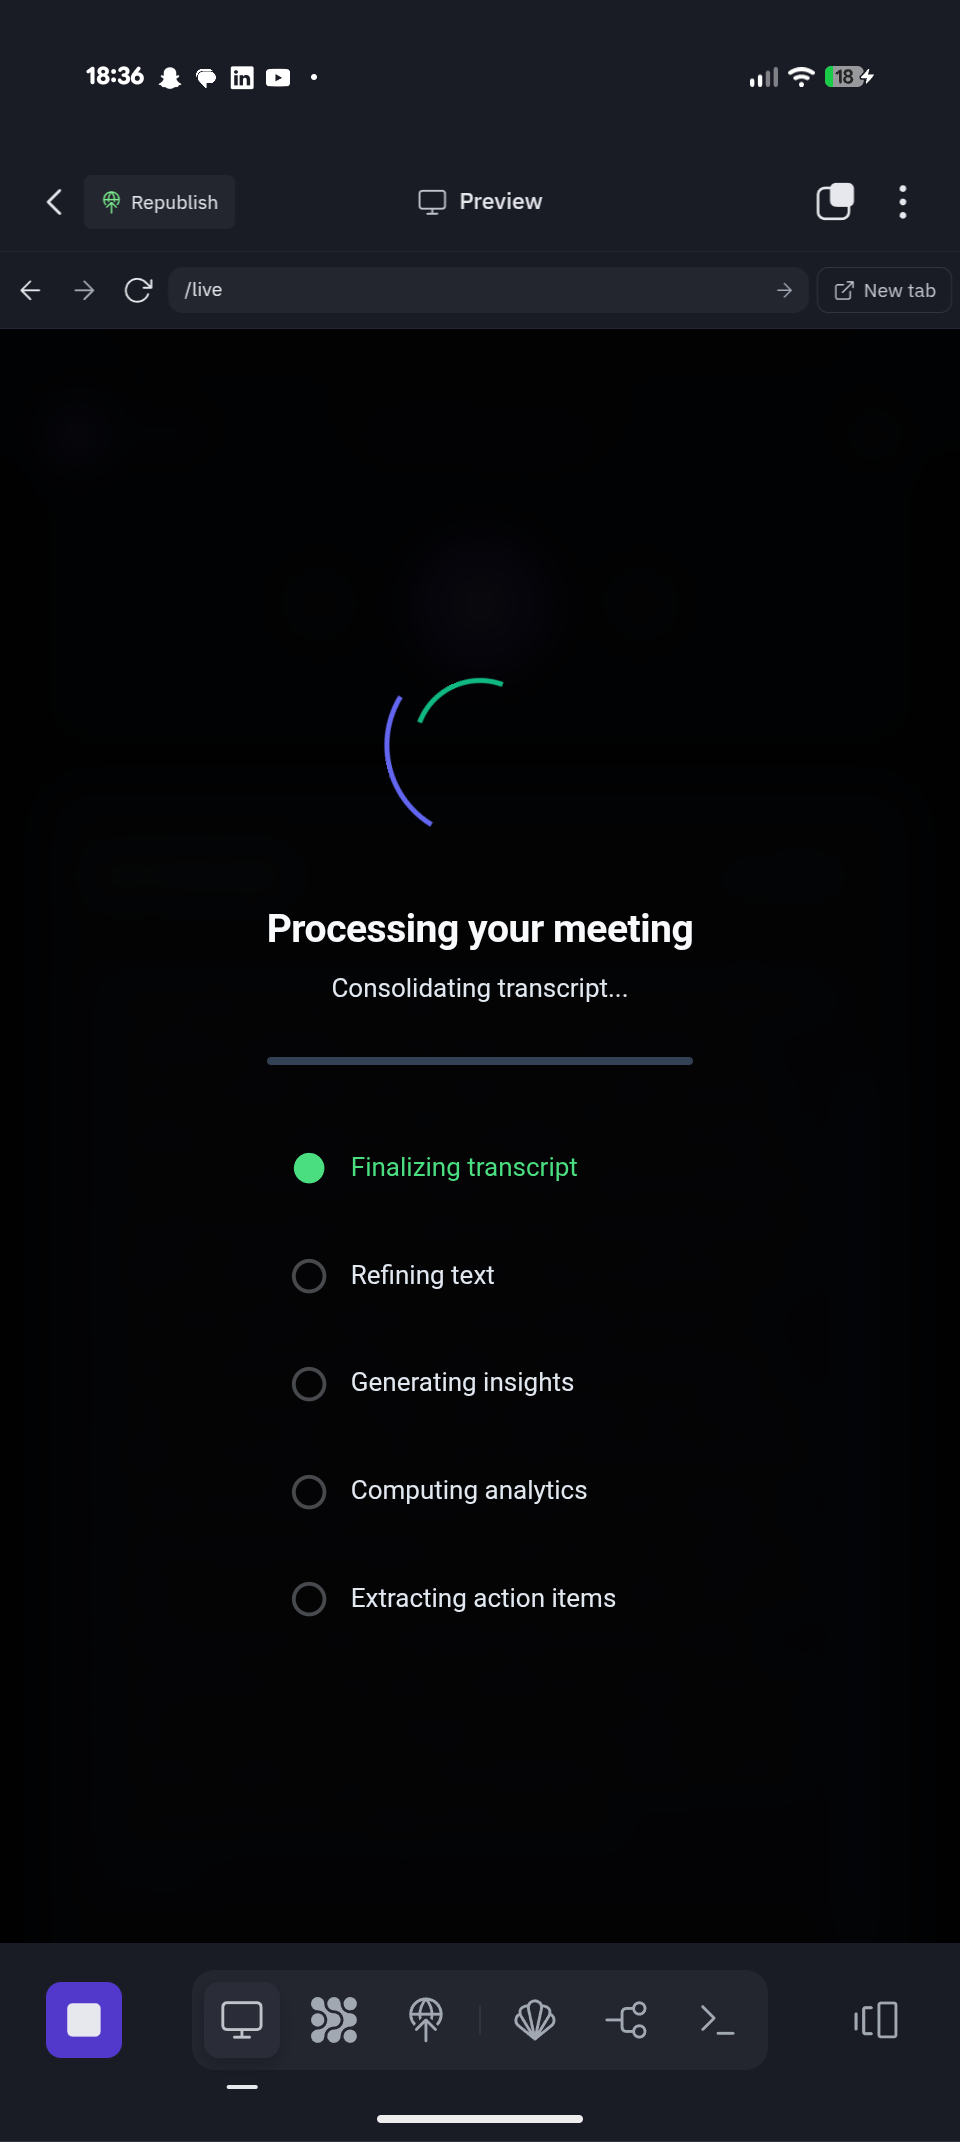 18:36
18
Republish
Preview
/live
New tab
Processing your meeting
Consolidating transcript...
Finalizing transcript
Refining text
Generating insights
Computing analytics
Extracting action items